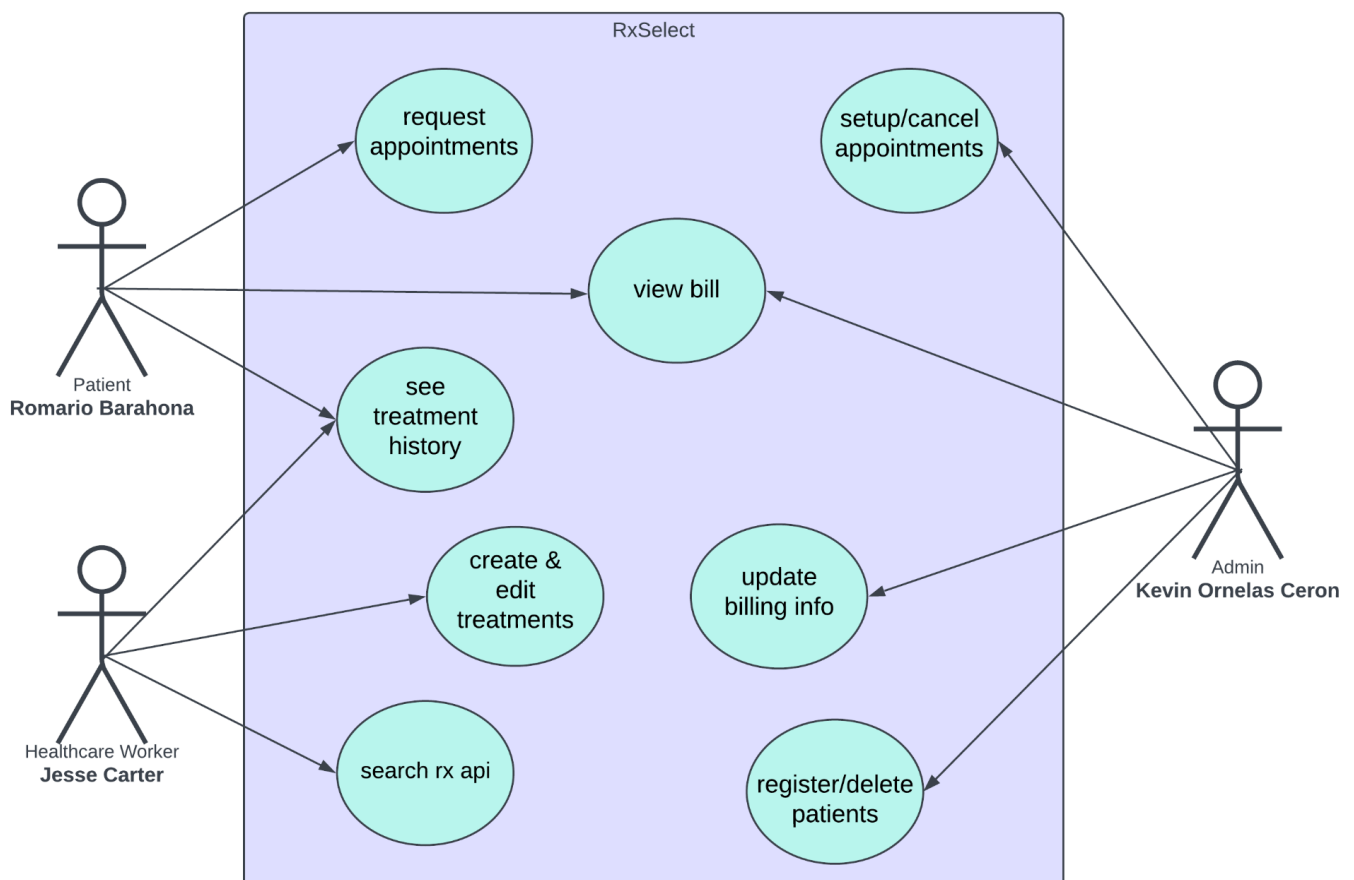 RxSelect
request
appointments
setup/cancel
appointments
view bill
Patient
Romario Barahona
see
treatment
history
create &
edit
treatments
update
billing info
Admin
Kevin Ornelas Ceron
Healthcare Worker
Jesse Carter
search rx api
register/delete
patients